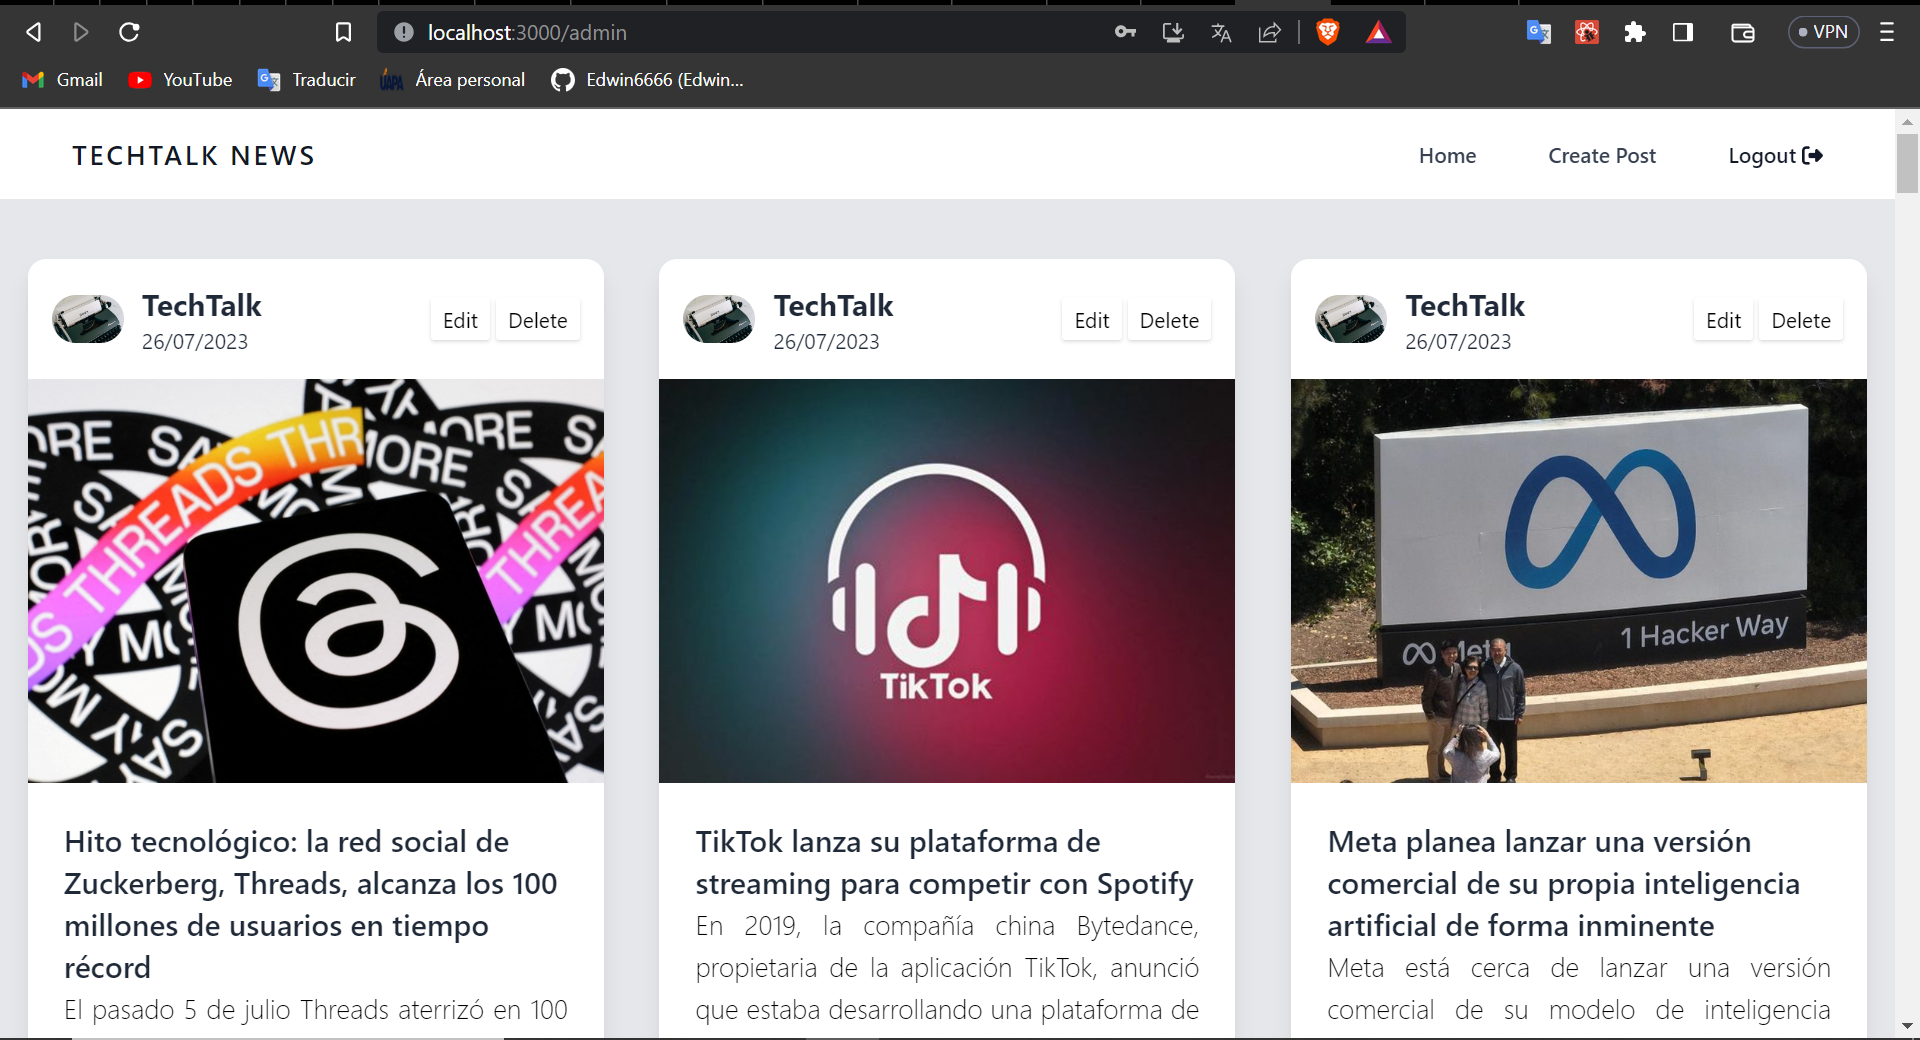 localhost:3000/admin
VPN
Gmail
YouTube
Traducir
UAPA
Área personal
Edwin6666 (Edwin...
TECHTALK NEWS
Home
Create Post
Logout
TechTalk
26/07/2023
Edit
Delete
THREADS THR
THREA
SAY MORE
TechTalk
26/07/2023
Edit
Delete
TikTok
TechTalk
26/07/2023
Edit
Delete
1 Hacker Way
Hito tecnológico: la red social de
Zuckerberg, Threads, alcanza los 100
millones de usuarios en tiempo
récord
El pasado 5 de julio Threads aterrizó en 100
TikTok lanza su plataforma de
streaming para competir con Spotify
En 2019, la compañía china Bytedance,
propietaria de la aplicación TikTok, anunció
que estaba desarrollando una plataforma de
Meta planea lanzar una versión
comercial de su propia inteligencia
artificial de forma inminente
Meta está cerca de lanzar una versión
comercial de su modelo de inteligencia